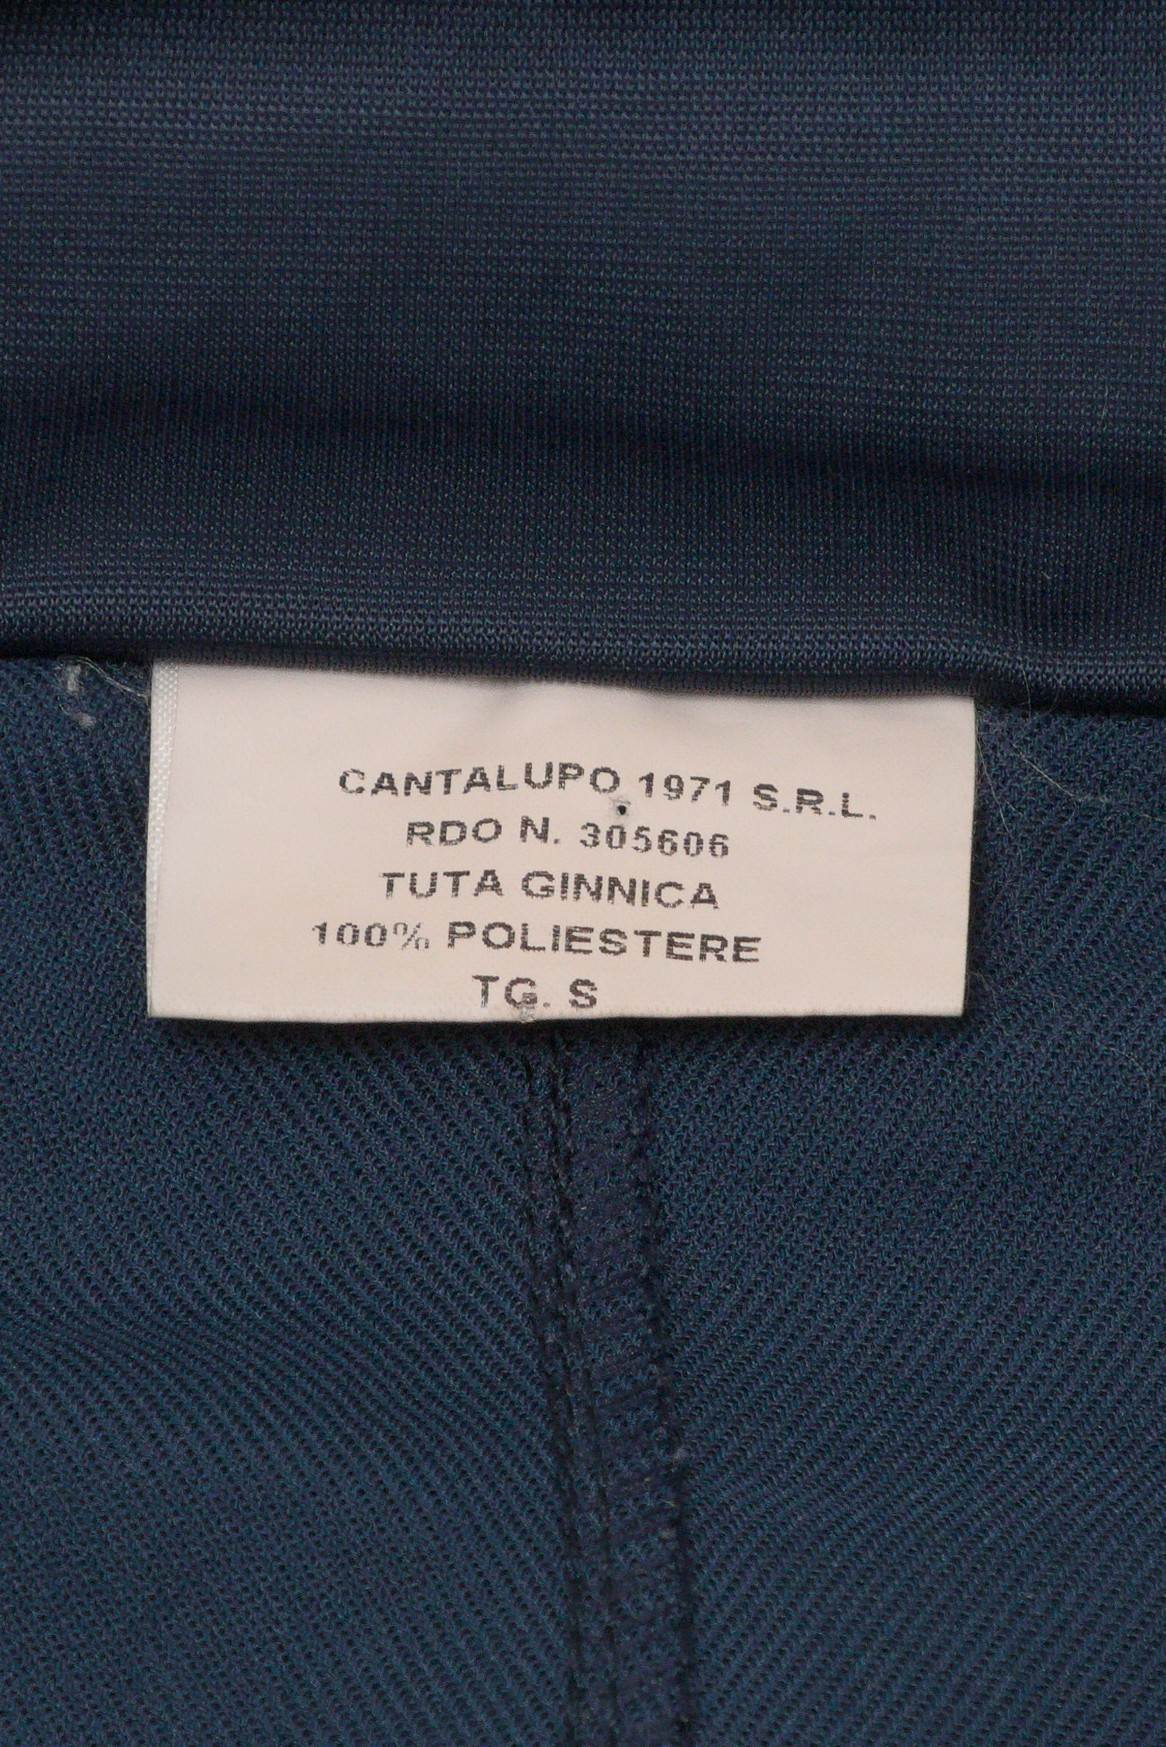 CANTALUPO 1971 S.R.L.
RDO N. 305606
TUTA GINNICA
100% POLIESTERE
TG. S